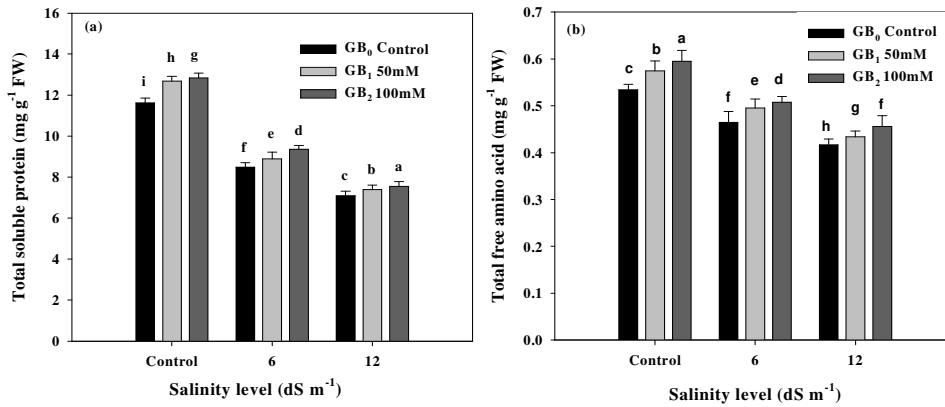 (a)
GB₀ Control
GB₁ 50mM
GB₂ 100mM
Total soluble protein (mg g⁻¹ FW)
16
14
12
10
8
6
4
2
0
i h g
f e d
c b a
Control 6 12
Salinity level (dS m⁻¹)
(b)
GB₀ Control
GB₁ 50mM
GB₂ 100mM
Total free amino acid (mg g⁻¹ FW)
0.7
0.6
0.5
0.4
0.3
0.2
0.1
0.0
c b a
f e d
h g f
Control 6 12
Salinity level (dS m⁻¹)